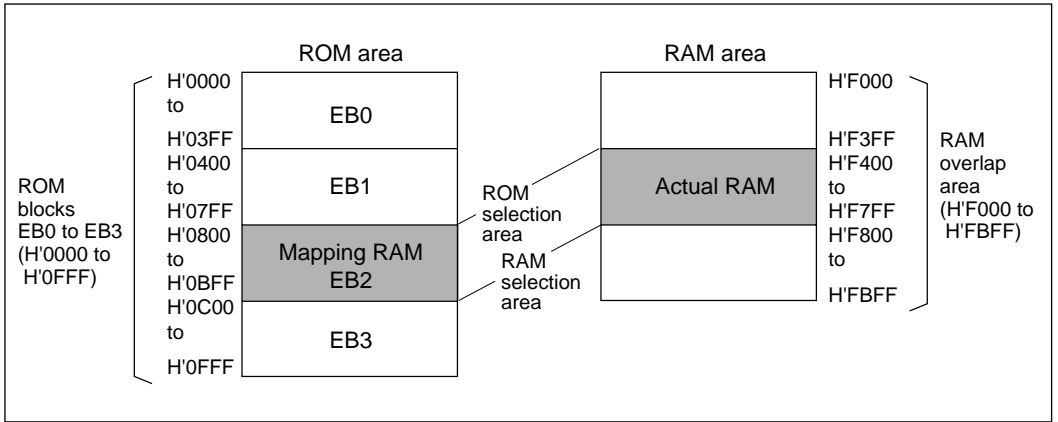 ROM area
RAM area
ROM
blocks
EB0 to EB3
(H'0000 to
H'0FFF)
H'0000
to
H'03FF
H'0400
to
H'07FF
H'0800
to
H'0BFF
H'0C00
to
H'0FFF
EB0
EB1
Mapping RAM
EB2
EB3
ROM
selection
area
RAM
selection
area
Actual RAM
H'F000
H'F3FF
H'F400
to
H'F7FF
H'F800
to
H'FBFF
RAM
overlap
area
(H'F000 to
H'FBFF)